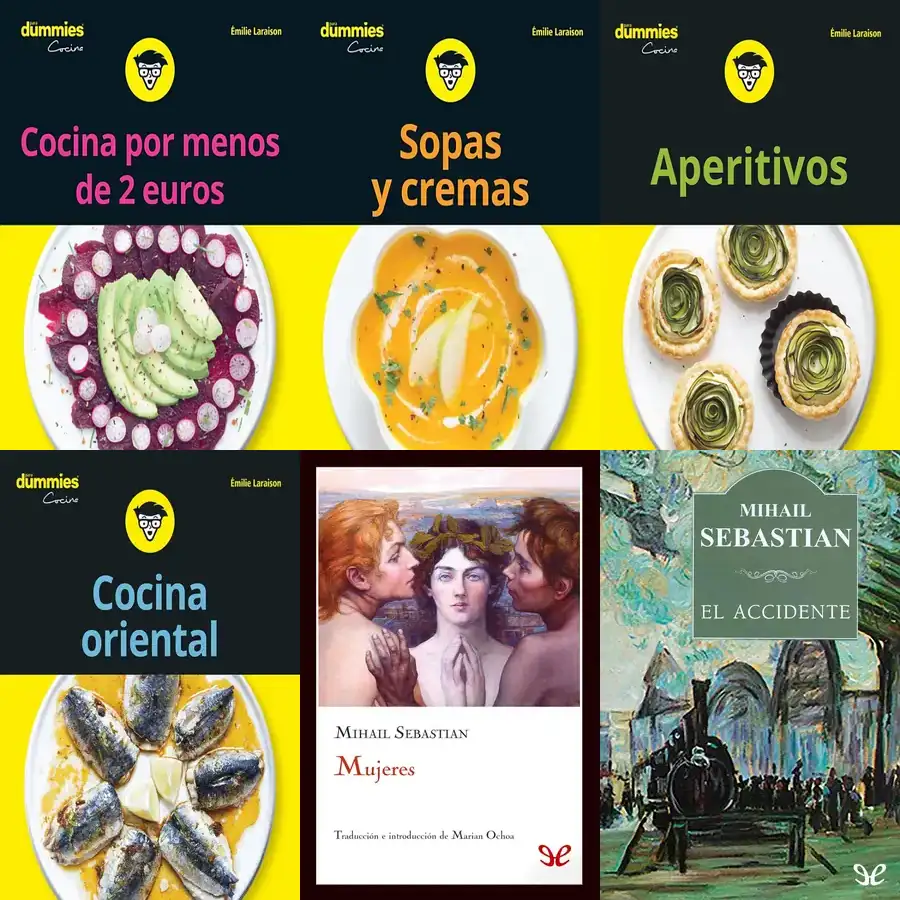 para
dummies
Cocina
Émilie Laraison
Cocina por menos
de 2 euros
para
dummies
Cocina
Émilie Laraison
Sopas
y cremas
para
dummies
Cocina
Émilie Laraison
Aperitivos
para
dummies
Cocina
Émilie Laraison
Cocina
oriental
Mihail Sebastian
Mujeres
Traducción e introducción de Marian Ochoa
MIHAIL
SEBASTIAN
EL ACCIDENTE